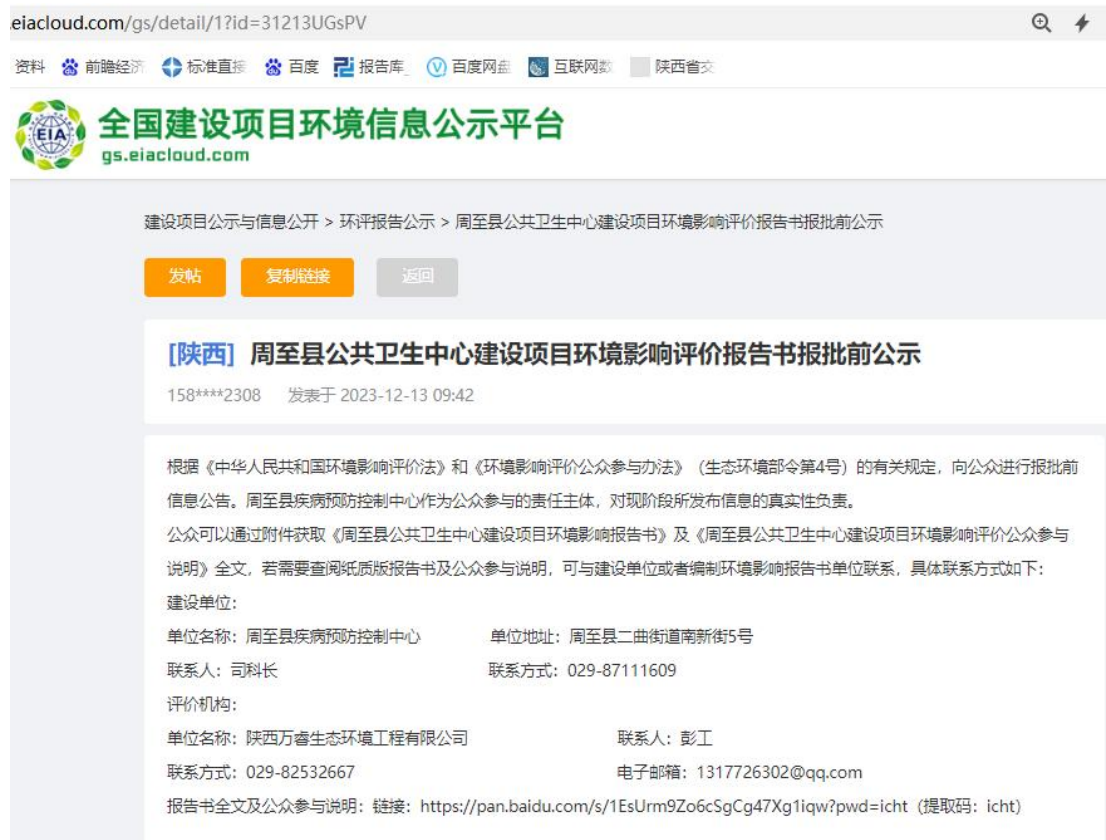 .eiacloud.com/gs/detail/1?id=31213UGsPV
资料 前瞻经济 标准直接 百度 报告库_ 百度网盘 互联网数 陕西省交
EIA
全国建设项目环境信息公示平台
gs.eiacloud.com
建设项目公示与信息公开 > 环评报告公示 > 周至县公共卫生中心建设项目环境影响评价报告书报批前公示
发帖 复制链接 返回
[陕西] 周至县公共卫生中心建设项目环境影响评价报告书报批前公示
158****2308 发表于 2023-12-13 09:42
根据《中华人民共和国环境影响评价法》和《环境影响评价公众参与办法》（生态环境部令第4号）的有关规定，向公众进行报批前
信息公告。周至县疾病预防控制中心作为公众参与的责任主体，对现阶段所发布信息的真实性负责。
公众可以通过附件获取《周至县公共卫生中心建设项目环境影响报告书》及《周至县公共卫生中心建设项目环境影响评价公众参与
说明》全文，若需要查阅纸质版报告书及公众参与说明，可与建设单位或者编制环境影响报告书单位联系，具体联系方式如下：
建设单位：
单位名称：周至县疾病预防控制中心 单位地址：周至县二曲街道南新街5号
联系人：司科长 联系方式：029-87111609
评价机构：
单位名称：陕西万睿生态环境工程有限公司 联系人：彭工
联系方式：029-82532667 电子邮箱：1317726302@qq.com
报告书全文及公众参与说明：链接：https://pan.baidu.com/s/1EsUrm9Zo6cSgCg47Xg1iqw?pwd=icht（提取码：icht）